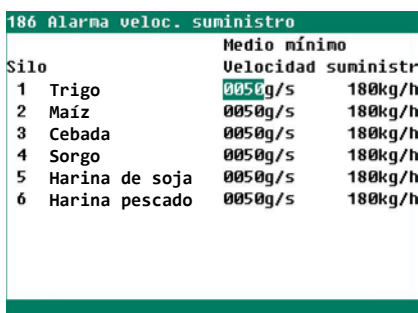 186 Alarma veloc. suministro
Medio mínimo
Silo Velocidad suministr
1 Trigo 0050g/s 180kg/h
2 Maíz 0050g/s 180kg/h
3 Cebada 0050g/s 180kg/h
4 Sorgo 0050g/s 180kg/h
5 Harina de soja 0050g/s 180kg/h
6 Harina pescado 0050g/s 180kg/h